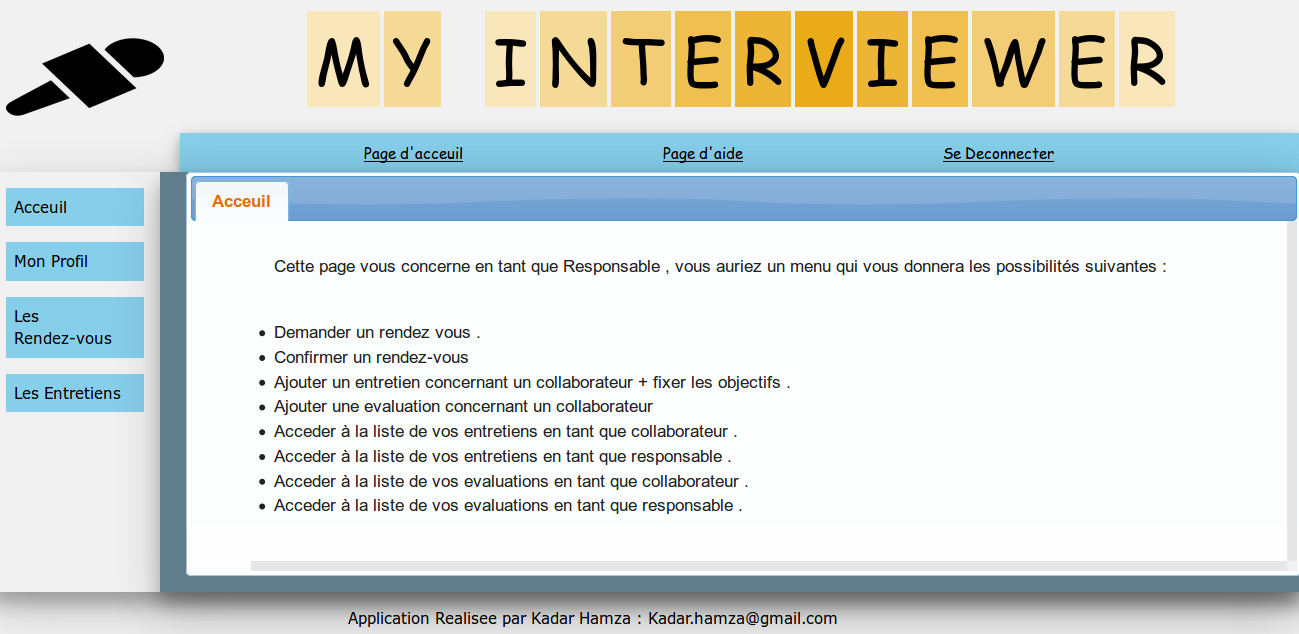 MY INTERVIEWER
Page d'acceuil Page d'aide Se Deconnecter
Acceuil
Mon Profil
Les
Rendez-vous
Les Entretiens
Acceuil
Cette page vous concerne en tant que Responsable , vous auriez un menu qui vous donnera les possibilités suivantes :
Demander un rendez vous .
Confirmer un rendez-vous
Ajouter un entretien concernant un collaborateur + fixer les objectifs .
Ajouter une evaluation concernant un collaborateur
Acceder à la liste de vos entretiens en tant que collaborateur .
Acceder à la liste de vos entretiens en tant que responsable .
Acceder à la liste de vos evaluations en tant que collaborateur .
Acceder à la liste de vos evaluations en tant que responsable .
Application Realisee par Kadar Hamza : Kadar.hamza@gmail.com